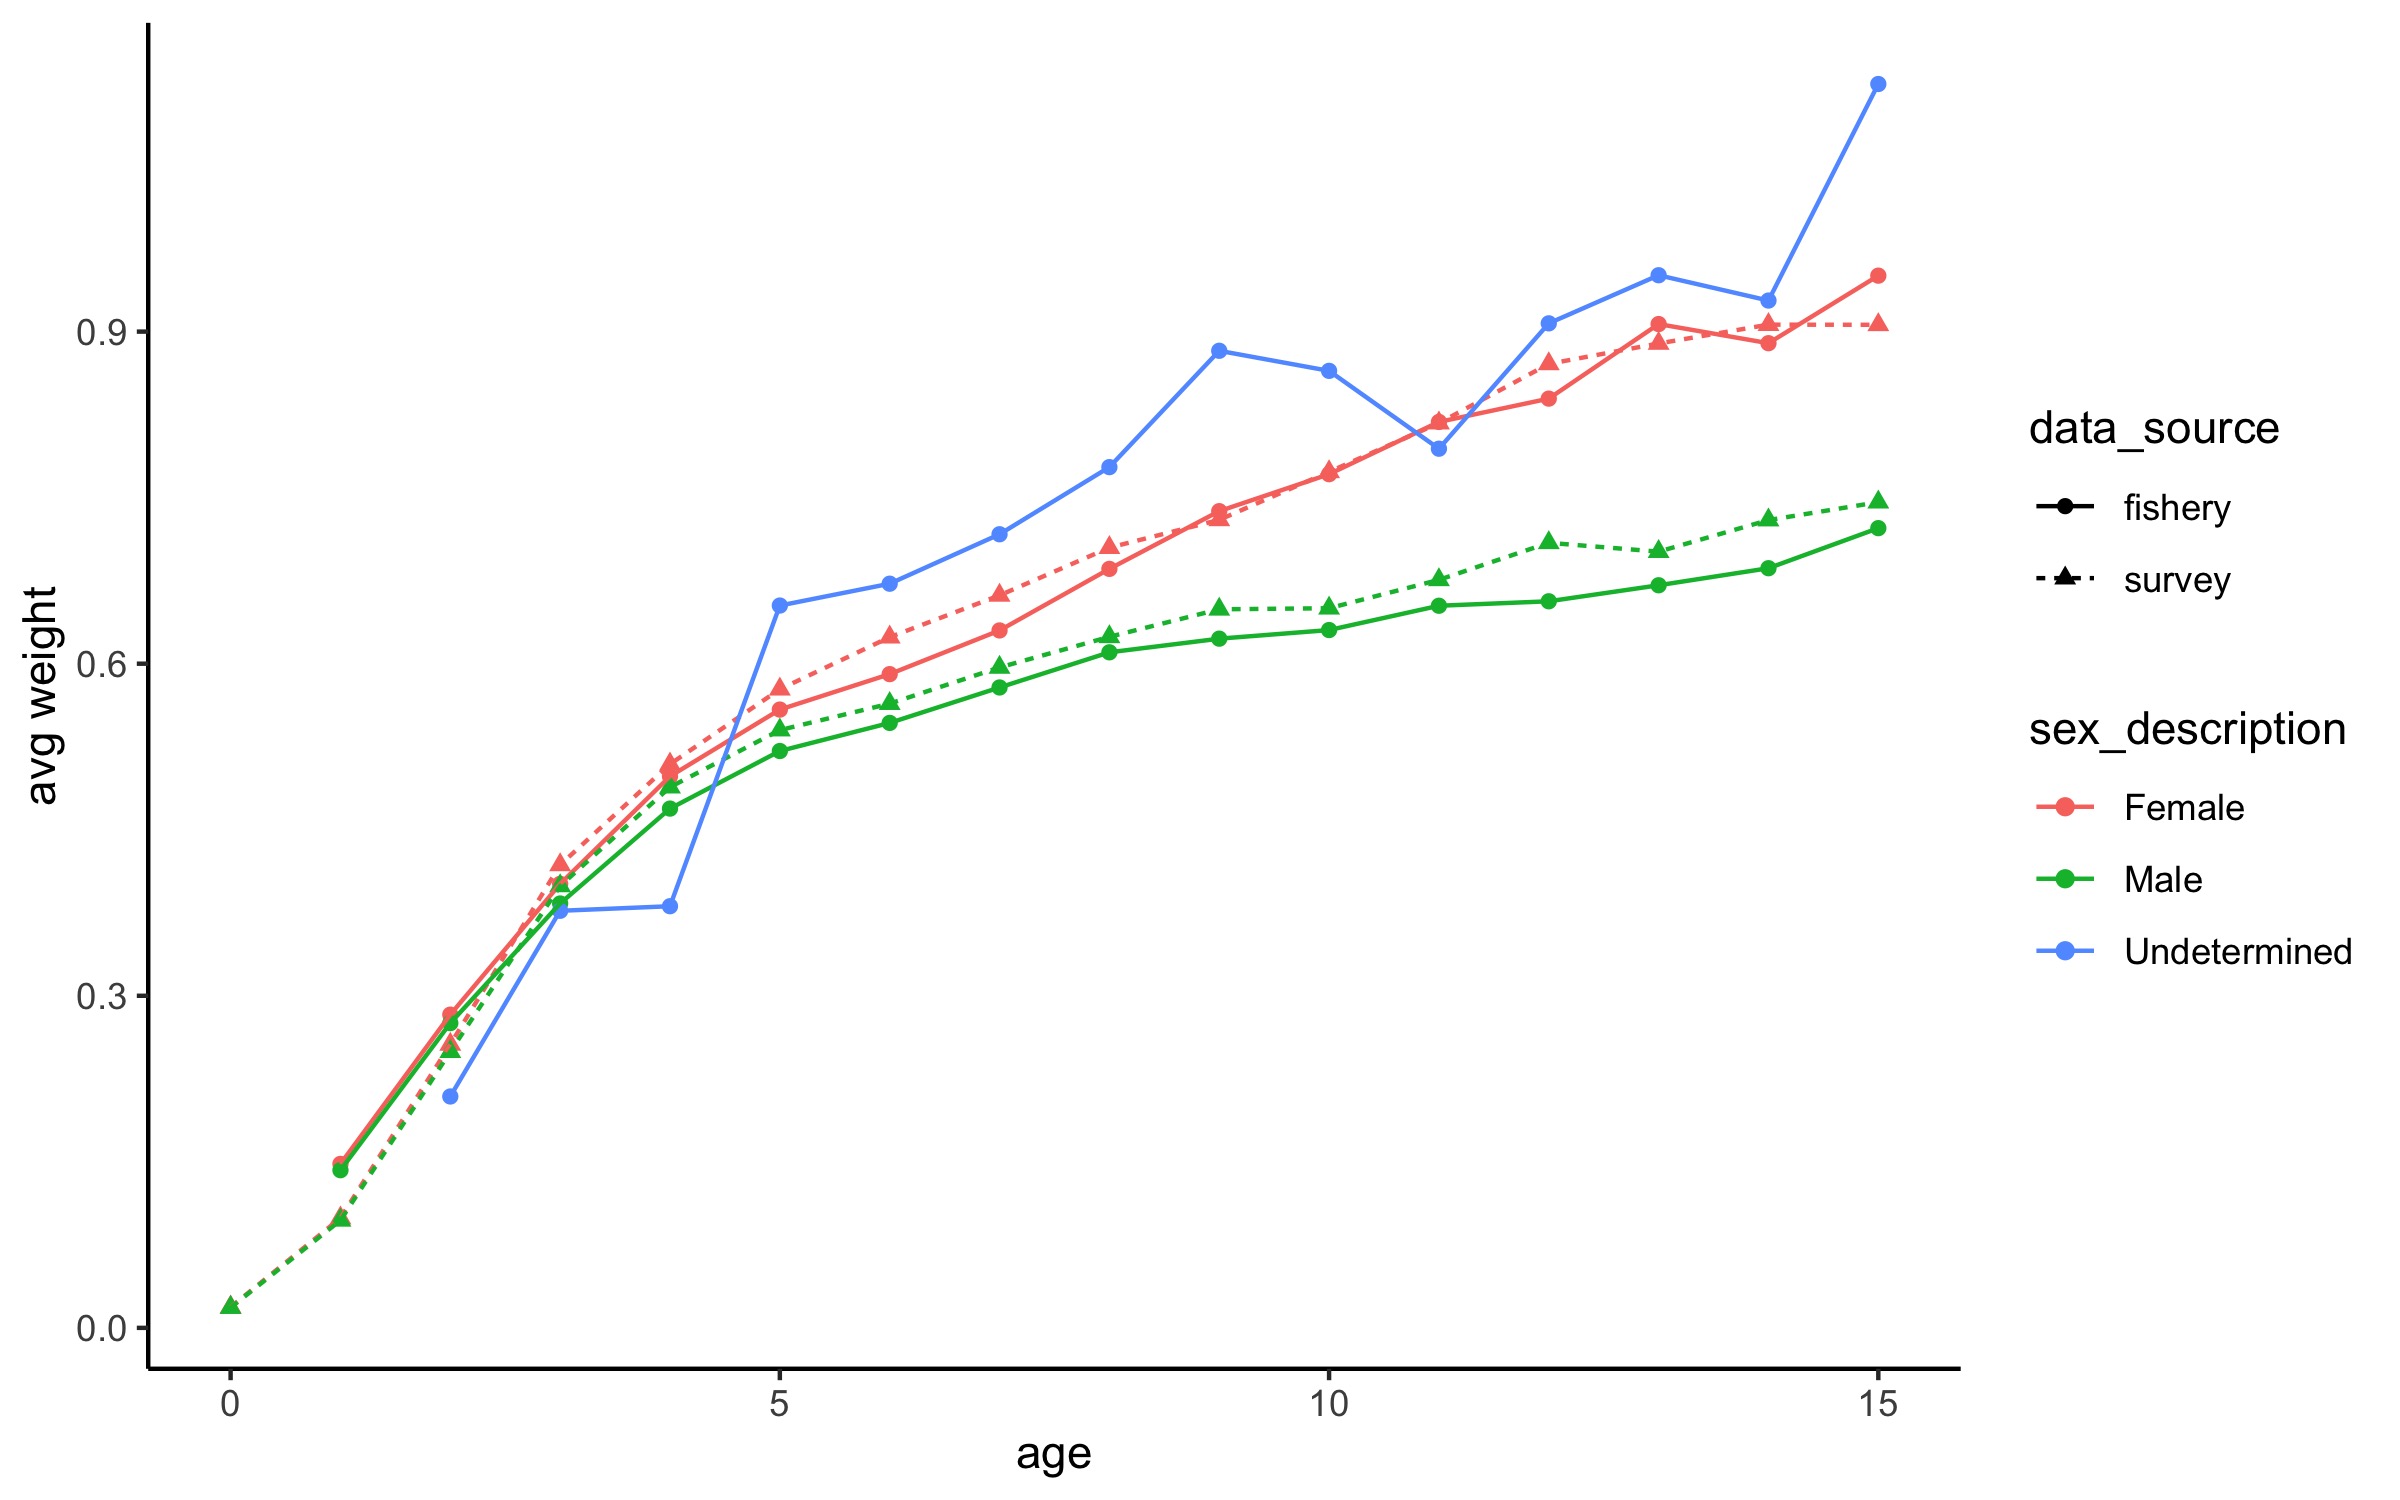 avg weight
0.9
0.6
0.3
0.0
0
5
10
15
age
data_source
fishery
survey
sex_description
Female
Male
Undetermined